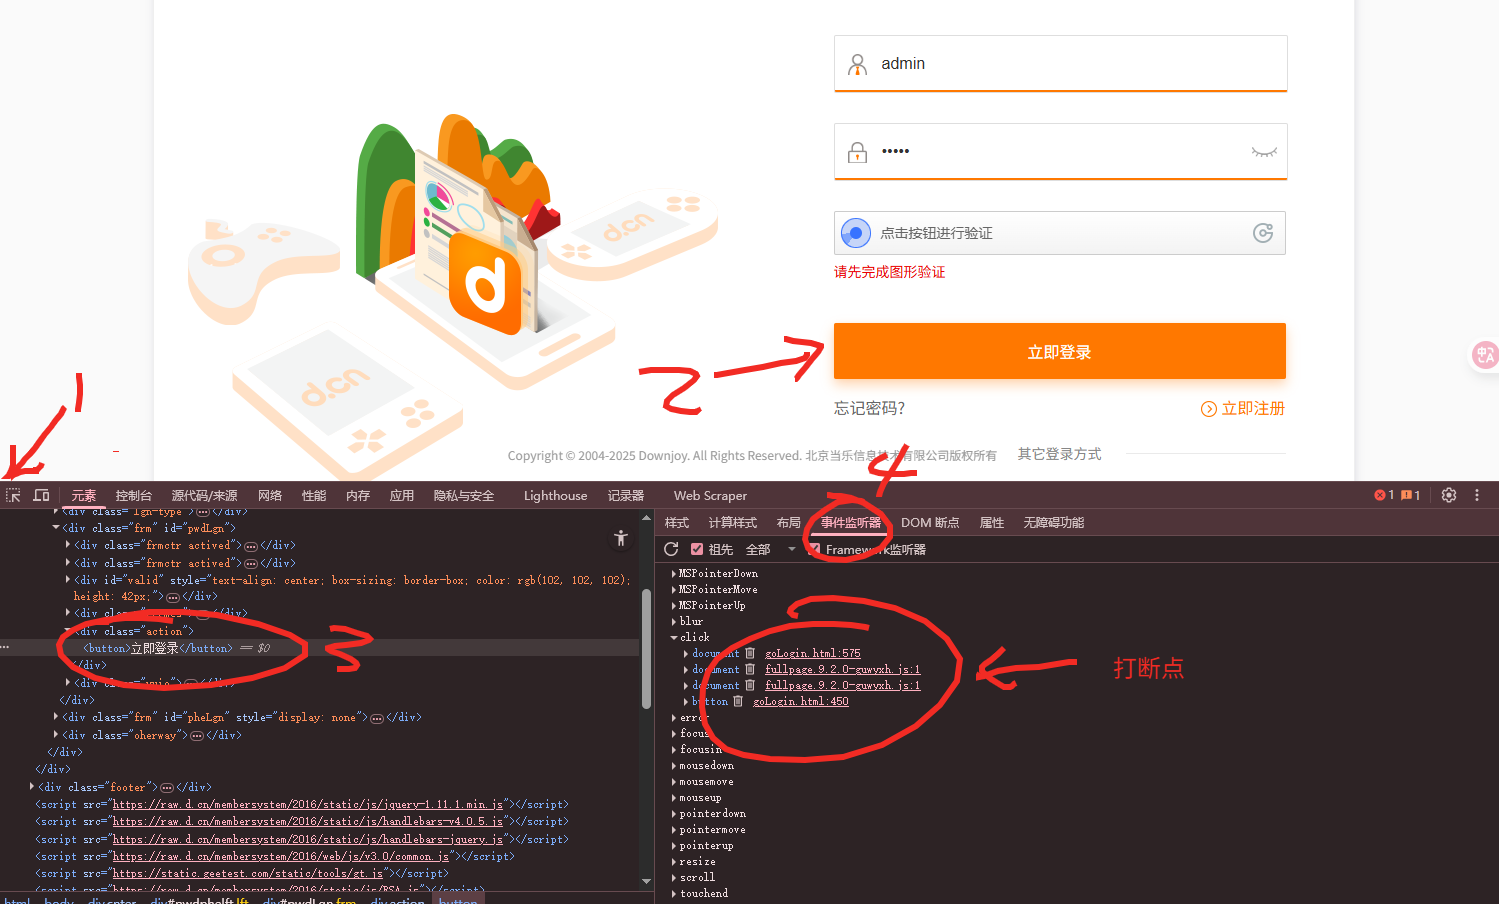 admin
•••••
点击按钮进行验证
请先完成图形验证
立即登录
忘记密码?
立即注册
d.cn
d.cn
d
Copyright © 2004-2025 Downjoy. All Rights Reserved. 北京当乐信息技术有限公司版权所有
其它登录方式
1
2
3
4
打断点
元素 控制台 源代码/来源 网络 性能 内存 应用 隐私与安全 Lighthouse 记录器 Web Scraper
1 1
<div class="lgn-type">…</div>
<div class="frm" id="pwdLgn">
<div class="frmctr actived">…</div>
<div class="frmctr actived">…</div>
<div id="valid" style="text-align: center; box-sizing: border-box; color: rgb(102, 102, 102);
height: 42px;">…</div>
<div class=
<div class="action">
<button>立即登录</button> == $0
</div>
</div>
<div class="frm" id="pheLgn" style="display: none">…</div>
<div class="oherway">…</div>
</div>
</div>
<div class="footer">…</div>
<script src="https://raw.d.cn/membersystem/2016/static/js/jquery-1.11.1.min.js"></script>
<script src="https://raw.d.cn/membersystem/2016/static/js/handlebars-v4.0.5.js"></script>
<script src="https://raw.d.cn/membersystem/2016/static/js/handlebars-jquery.js"></script>
<script src="https://raw.d.cn/membersystem/2016/web/js/v3.0/common.js"></script>
<script src="https://static.geetest.com/static/tools/gt.js"></script>
<script src="https://raw.d.cn/membersystem/2016/static/js/RSA.js"></script>
html body div.cnter div#pwdphelft.lft div#pwdLgn.frm div.action button
样式 计算样式 布局 事件监听器 DOM 断点 属性 无障碍功能
祖先 全部 Framework监听器
MSPointerDown
MSPointerMove
MSPointerUp
blur
click
document goLogin.html:575
document fullpage.9.2.0-guwyxh.js:1
document fullpage.9.2.0-guwyxh.js:1
button goLogin.html:450
error
focus
focusin
mousedown
mousemove
mouseup
pointerdown
pointermove
pointerup
resize
scroll
touchend